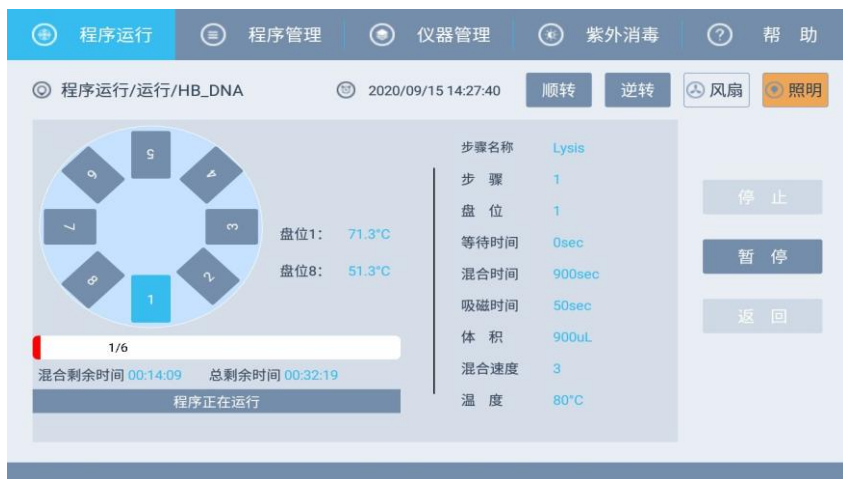 程序运行 程序管理 仪器管理 紫外消毒 帮 助
程序运行/运行/HB_DNA 2020/09/15 14:27:40 顺转 逆转 风扇 照明
5
6 4
7 3
8 2
1
盘位1: 71.3°C
盘位8: 51.3°C
1/6
混合剩余时间 00:14:09 总剩余时间 00:32:19
程序正在运行
步骤名称 Lysis
步 骤 1
盘 位 1
等待时间 0sec
混合时间 900sec
吸磁时间 50sec
体 积 900uL
混合速度 3
温 度 80°C
停 止
暂 停
返 回